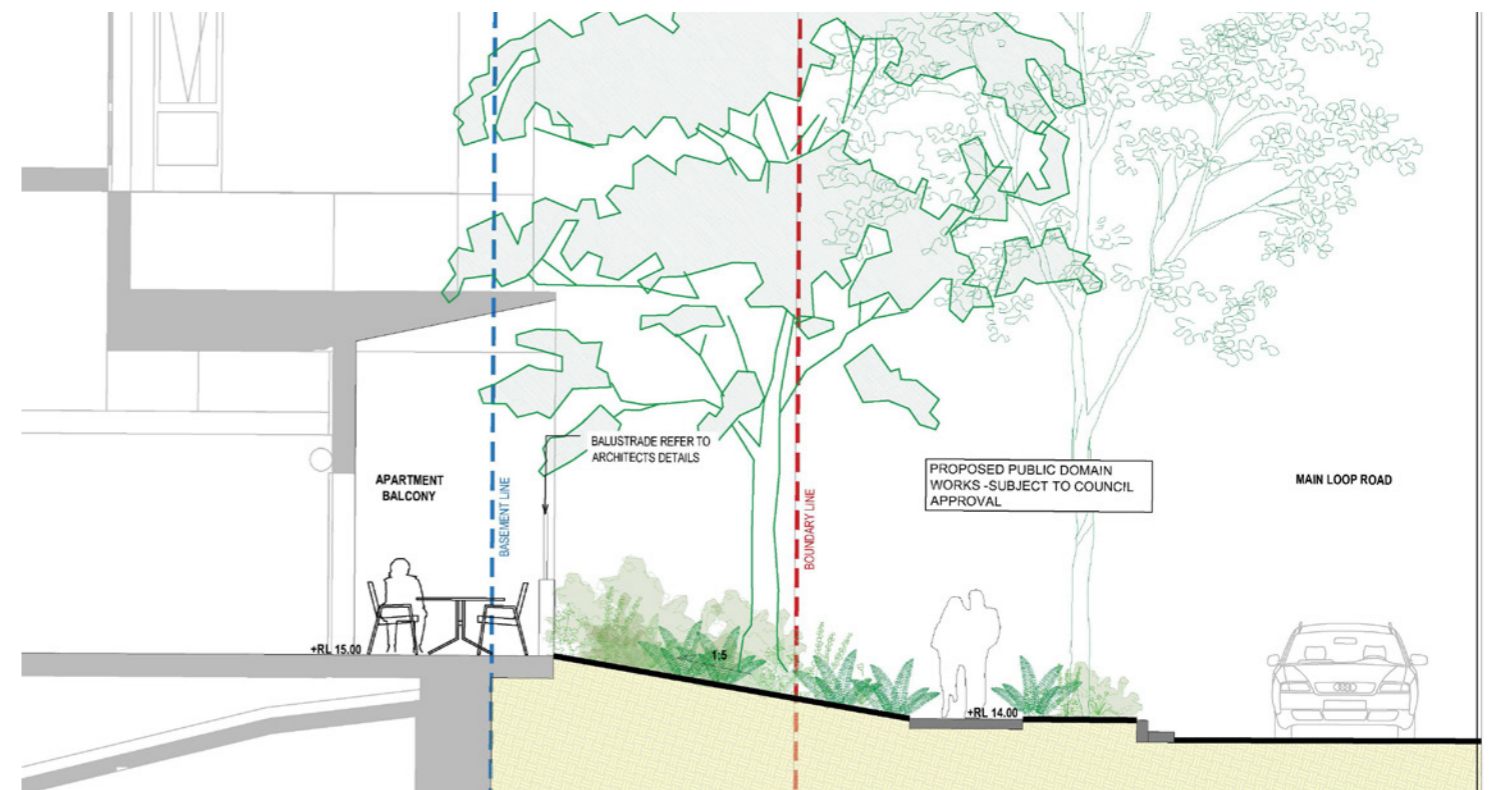 BALUSTRADE REFER TO
ARCHITECTS DETAILS
APARTMENT
BALCONY
BASEMENT LINE
BOUNDARY LINE
PROPOSED PUBLIC DOMAIN
WORKS -SUBJECT TO COUNCIL
APPROVAL
MAIN LOOP ROAD
+RL 15.00
1:5
+RL 14.00